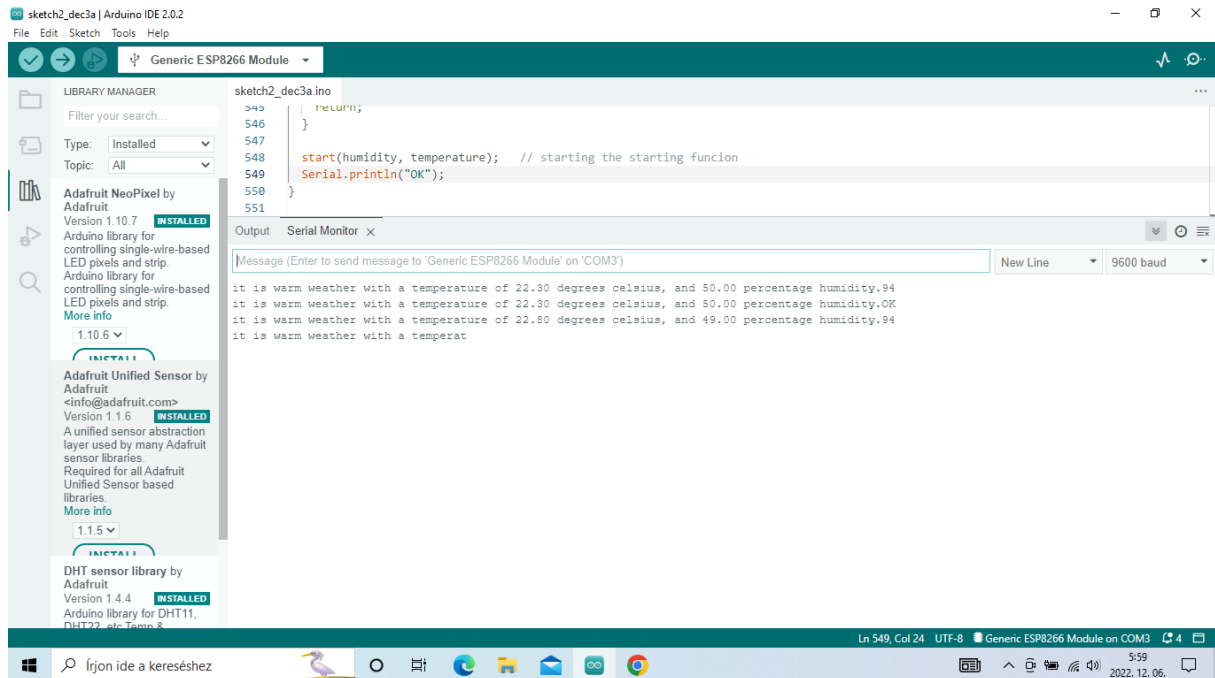 sketch2_dec3a | Arduino IDE 2.0.2
File Edit Sketch Tools Help
Generic ESP8266 Module
LIBRARY MANAGER
Filter your search...
Type: Installed
Topic: All
Adafruit NeoPixel by
Adafruit
Version 1.10.7 INSTALLED
Arduino library for
controlling single-wire-based
LED pixels and strip.
Arduino library for
controlling single-wire-based
LED pixels and strip.
More info
1.10.6
INSTALL
Adafruit Unified Sensor by
Adafruit
<info@adafruit.com>
Version 1.1.6 INSTALLED
A unified sensor abstraction
layer used by many Adafruit
sensor libraries.
Required for all Adafruit
Unified Sensor based
libraries.
More info
1.1.5
INSTALL
DHT sensor library by
Adafruit
Version 1.4.4 INSTALLED
Arduino library for DHT11,
DHT22, etc Temp &
sketch2_dec3a.ino
545 return;
546 }
547
548 start(humidity, temperature); // starting the starting funcion
549 Serial.println("OK");
550 }
551
Output Serial Monitor
Message (Enter to send message to 'Generic ESP8266 Module' on 'COM3')
New Line 9600 baud
it is warm weather with a temperature of 22.30 degrees celsius, and 50.00 percentage humidity.94
it is warm weather with a temperature of 22.30 degrees celsius, and 50.00 percentage humidity.OK
it is warm weather with a temperature of 22.80 degrees celsius, and 49.00 percentage humidity.94
it is warm weather with a temperat
Ln 549, Col 24 UTF-8 Generic ESP8266 Module on COM3 4
Írjon ide a kereséshez
5:59
2022. 12. 06.